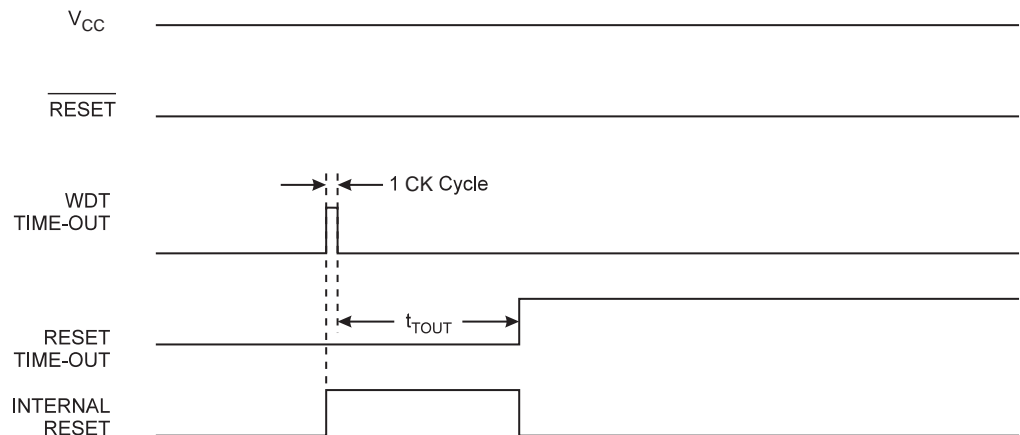 VCC
RESET
1 CK Cycle
WDT
TIME-OUT
tTOUT
RESET
TIME-OUT
INTERNAL
RESET